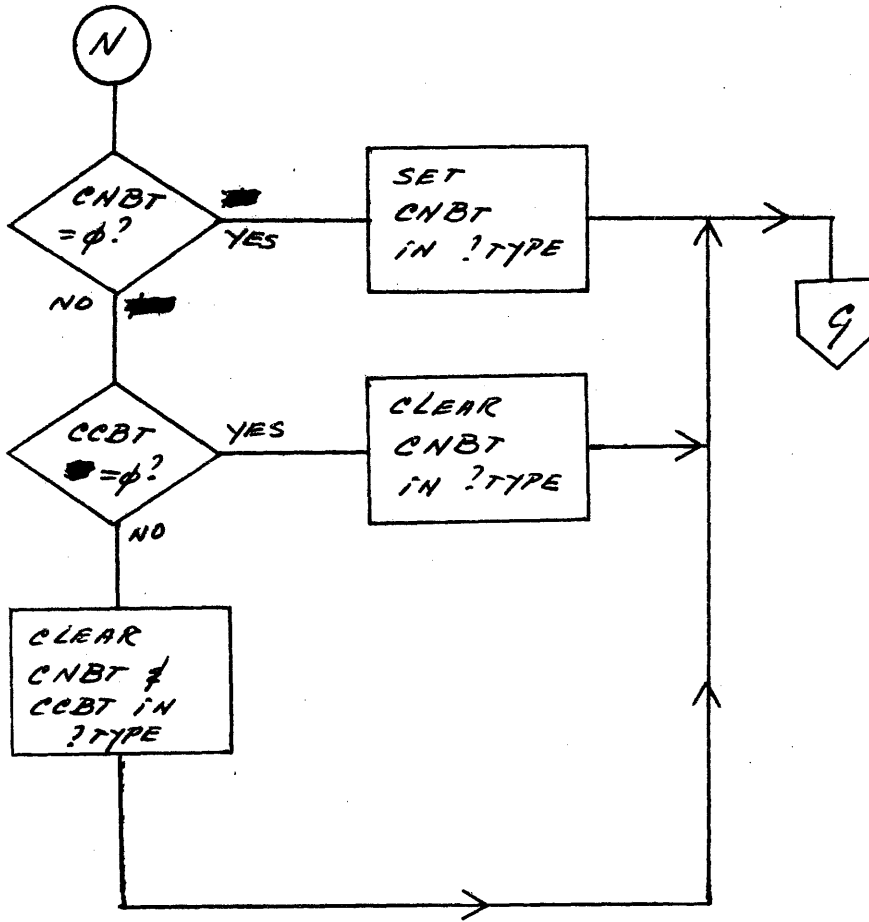 N
CNBT
=φ?
YES
NO
SET
CNBT
IN ?TYPE
G
CCBT
=φ?
YES
NO
CLEAR
CNBT
IN ?TYPE
CLEAR
CNBT &
CCBT IN
?TYPE